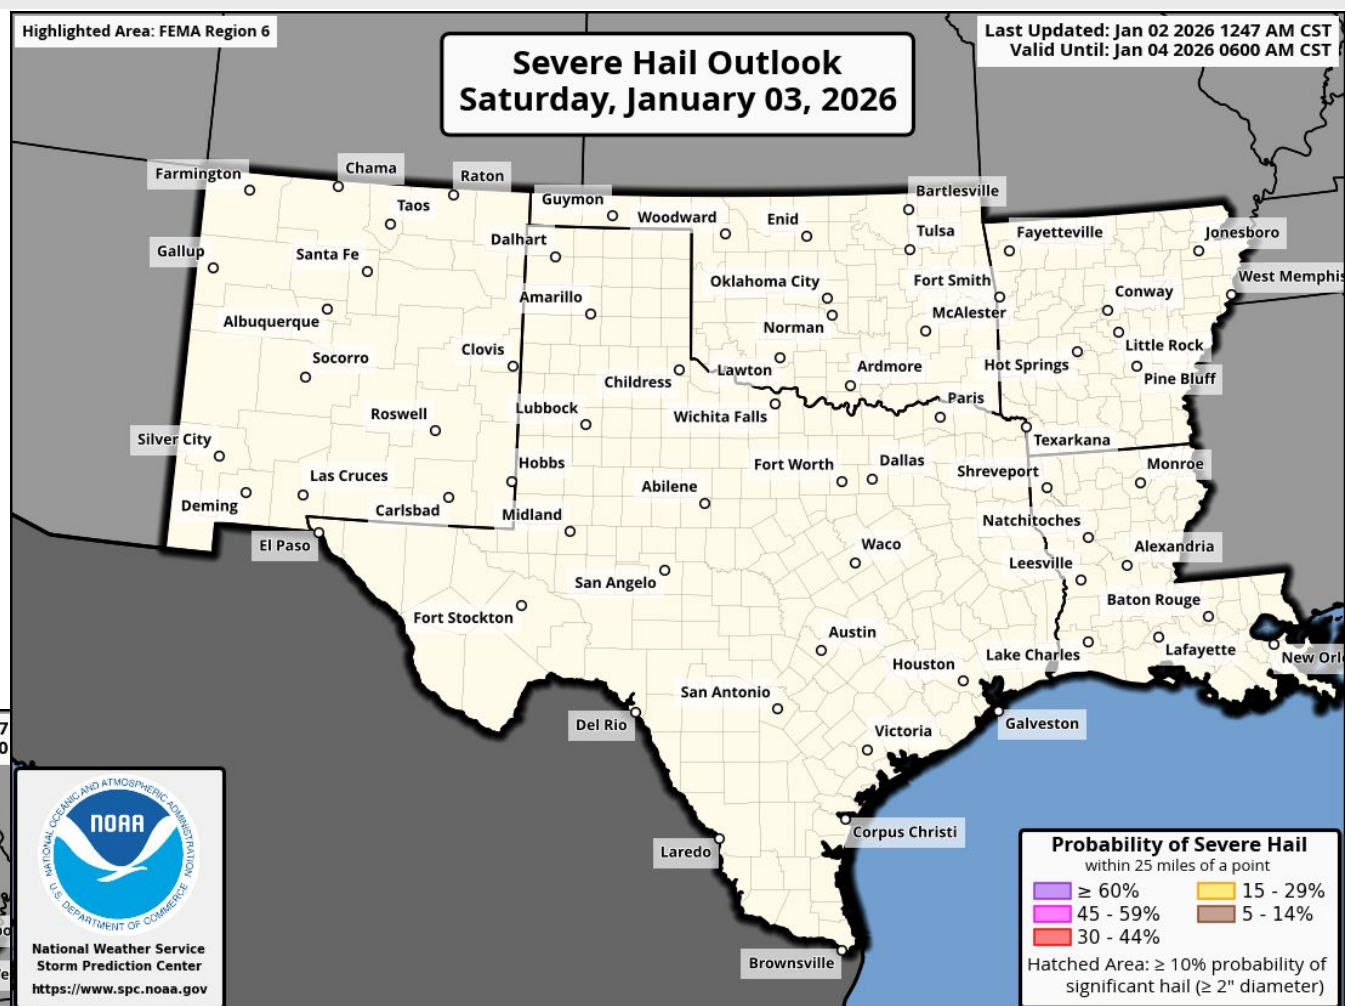 Highlighted Area: FEMA Region 6
Severe Hail Outlook
Saturday, January 03, 2026
Last Updated: Jan 02 2026 1247 AM CST
Valid Until: Jan 04 2026 0600 AM CST
Farmington
Chama
Raton
Taos
Guymon
Woodward
Enid
Bartlesville
Tulsa
Fayetteville
Jonesboro
Gallup
Santa Fe
Dalhart
Oklahoma City
Fort Smith
West Memphis
Albuquerque
Amarillo
Norman
McAlester
Conway
Little Rock
Socorro
Clovis
Childress
Lawton
Ardmore
Hot Springs
Pine Bluff
Roswell
Lubbock
Wichita Falls
Paris
Texarkana
Silver City
Las Cruces
Hobbs
Abilene
Fort Worth
Dallas
Shreveport
Monroe
Deming
Carlsbad
Midland
Natchitoches
El Paso
San Angelo
Waco
Leesville
Alexandria
Fort Stockton
Austin
Baton Rouge
Houston
Lake Charles
Lafayette
New Orl
San Antonio
Del Rio
Victoria
Galveston
Corpus Christi
Laredo
Brownsville
7
0
NATIONAL OCEANIC AND ATMOSPHERIC ADMINISTRATION
NOAA
U.S. DEPARTMENT OF COMMERCE
National Weather Service
Storm Prediction Center
https://www.spc.noaa.gov
Probability of Severe Hail
within 25 miles of a point
≥ 60%
15 - 29%
45 - 59%
5 - 14%
30 - 44%
Hatched Area: ≥ 10% probability of
significant hail (≥ 2" diameter)